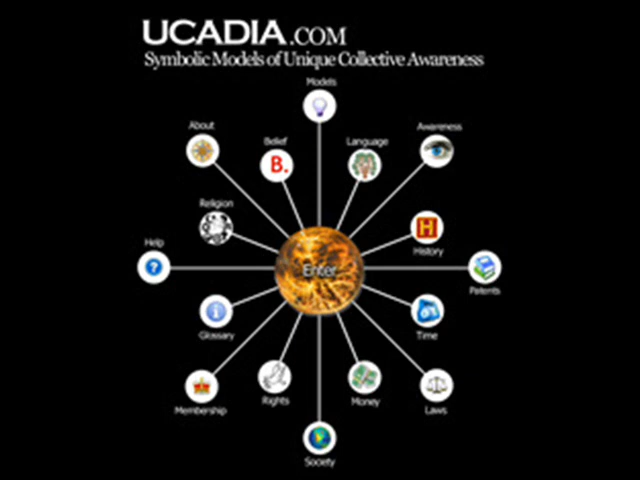 UCADIA.COM
Symbolic Models of Unique Collective Awareness
Models
About
Awareness
Belief
Language
B.
Religion
H
History
Help
?
Enter
Patents
i
Glossary
Time
Membership
Rights
Money
Laws
Society